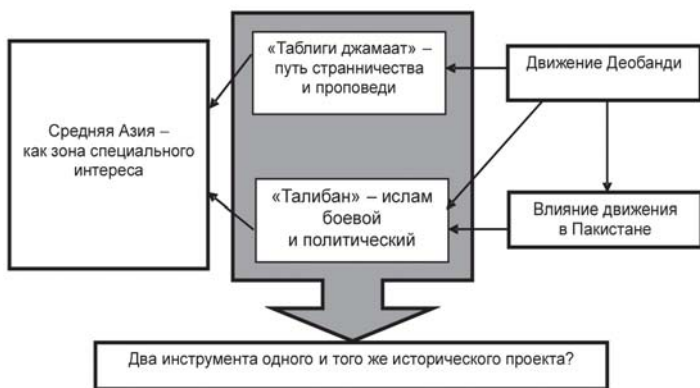 Средняя Азия –
как зона специального
интереса
«Таблиги джамаат» –
путь странничества
и проповеди
Движение Деобанди
«Талибан» – ислам
боевой
и политический
Влияние движения
в Пакистане
Два инструмента одного и того же исторического проекта?